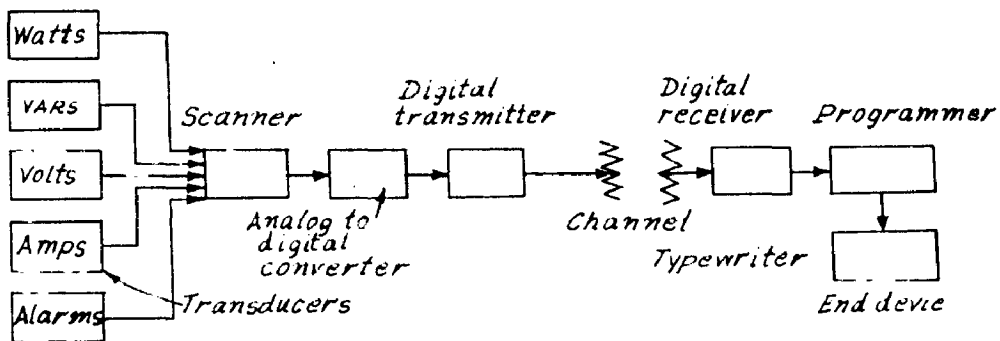 Watts
VARS
Volts
Amps
Alarms
Transducers
Scanner
Analog to
digital
converter
Digital
transmitter
Channel
Digital
receiver
Programmer
Typewriter
End devie